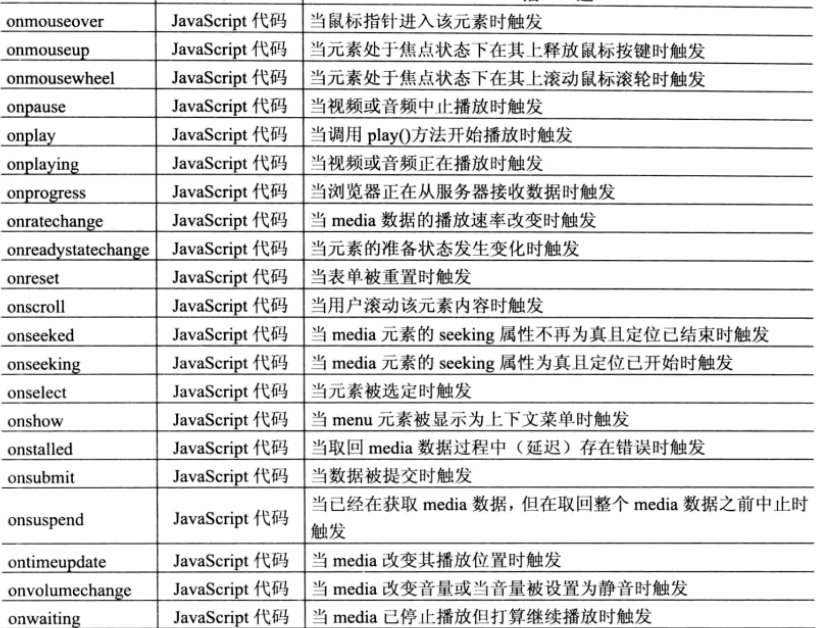 onmouseover JavaScript 代码 当鼠标指针进入该元素时触发
onmouseup JavaScript 代码 当元素处于焦点状态下在其上释放鼠标按键时触发
onmousewheel JavaScript 代码 当元素处于焦点状态下在其上滚动鼠标滚轮时触发
onpause JavaScript 代码 当视频或音频中止播放时触发
onplay JavaScript 代码 当调用 play()方法开始播放时触发
onplaying JavaScript 代码 当视频或音频正在播放时触发
onprogress JavaScript 代码 当浏览器正在从服务器接收数据时触发
onratechange JavaScript 代码 当 media 数据的播放速率改变时触发
onreadystatechange JavaScript 代码 当元素的准备状态发生变化时触发
onreset JavaScript 代码 当表单被重置时触发
onscroll JavaScript 代码 当用户滚动该元素内容时触发
onseeked JavaScript 代码 当 media 元素的 seeking 属性不再为真且定位已结束时触发
onseeking JavaScript 代码 当 media 元素的 seeking 属性为真且定位已开始时触发
onselect JavaScript 代码 当元素被选定时触发
onshow JavaScript 代码 当 menu 元素被显示为上下文菜单时触发
onstalled JavaScript 代码 当取回 media 数据过程中（延迟）存在错误时触发
onsubmit JavaScript 代码 当数据被提交时触发
onsuspend JavaScript 代码 当已经在获取 media 数据，但在取回整个 media 数据之前中止时
触发
ontimeupdate JavaScript 代码 当 media 改变其播放位置时触发
onvolumechange JavaScript 代码 当 media 改变音量或当音量被设置为静音时触发
onwaiting JavaScript 代码 当 media 已停止播放但打算继续播放时触发